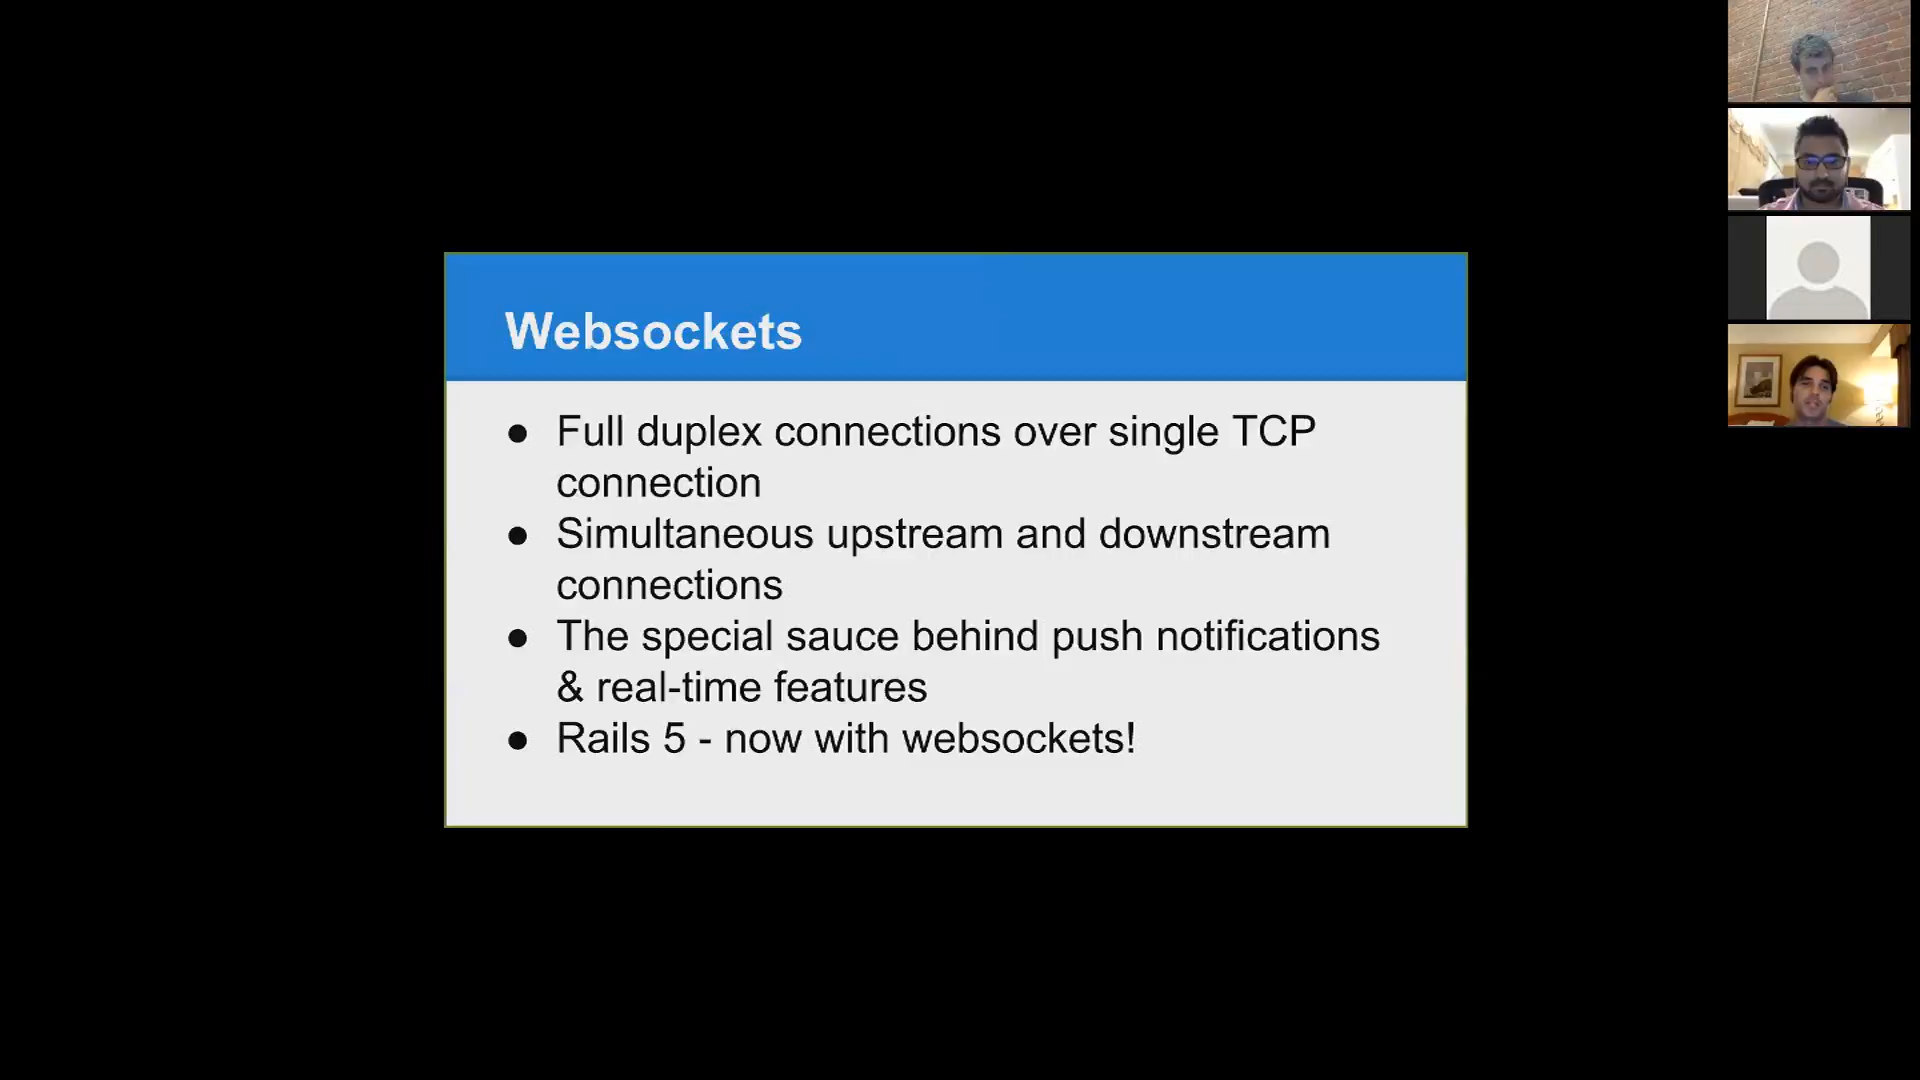 Websockets
● Full duplex connections over single TCP
connection
● Simultaneous upstream and downstream
connections
● The special sauce behind push notifications
& real-time features
● Rails 5 - now with websockets!